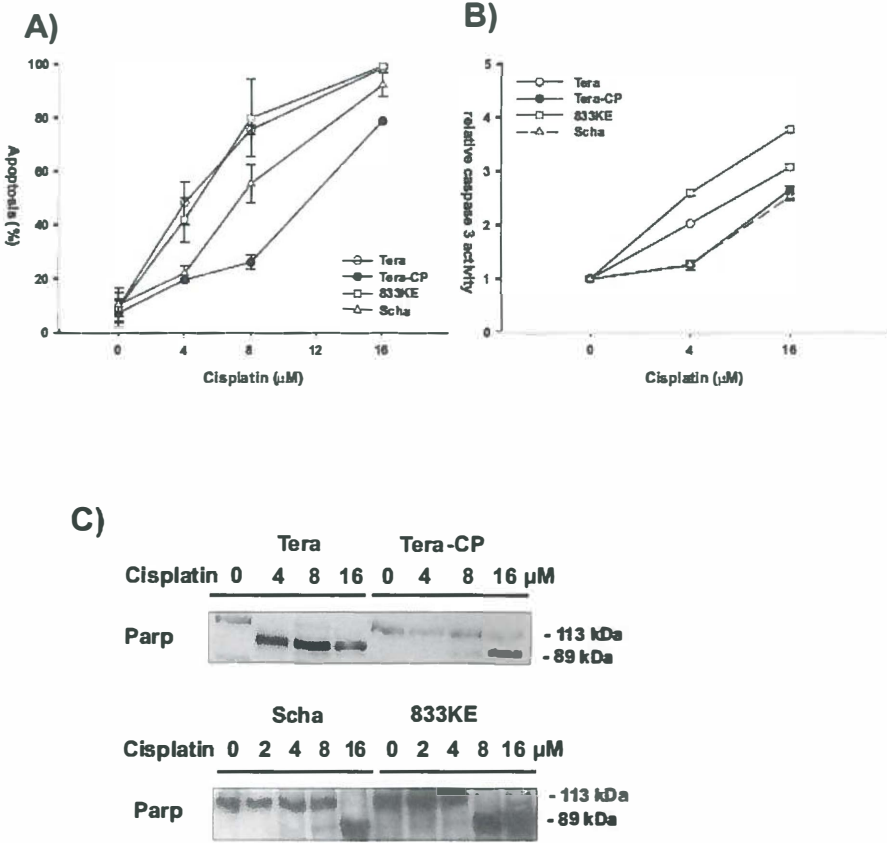 A)
100
80
60
40
20
0
Apoptosis (%)
0 4 8 12 16
Cisplatin (µM)
Tera
Tera-CP
833KE
Scha
B)
5
4
3
2
1
0
relative caspase 3 activity
0 4 16
Cisplatin (µM)
Tera
Tera-CP
833KE
Scha
C)
Tera Tera-CP
Cisplatin 0 4 8 16 0 4 8 16 µM
Parp
- 113 kDa
- 89 kDa
Scha 833KE
Cisplatin 0 2 4 8 16 0 2 4 8 16 µM
Parp
- 113 kDa
- 89 kDa